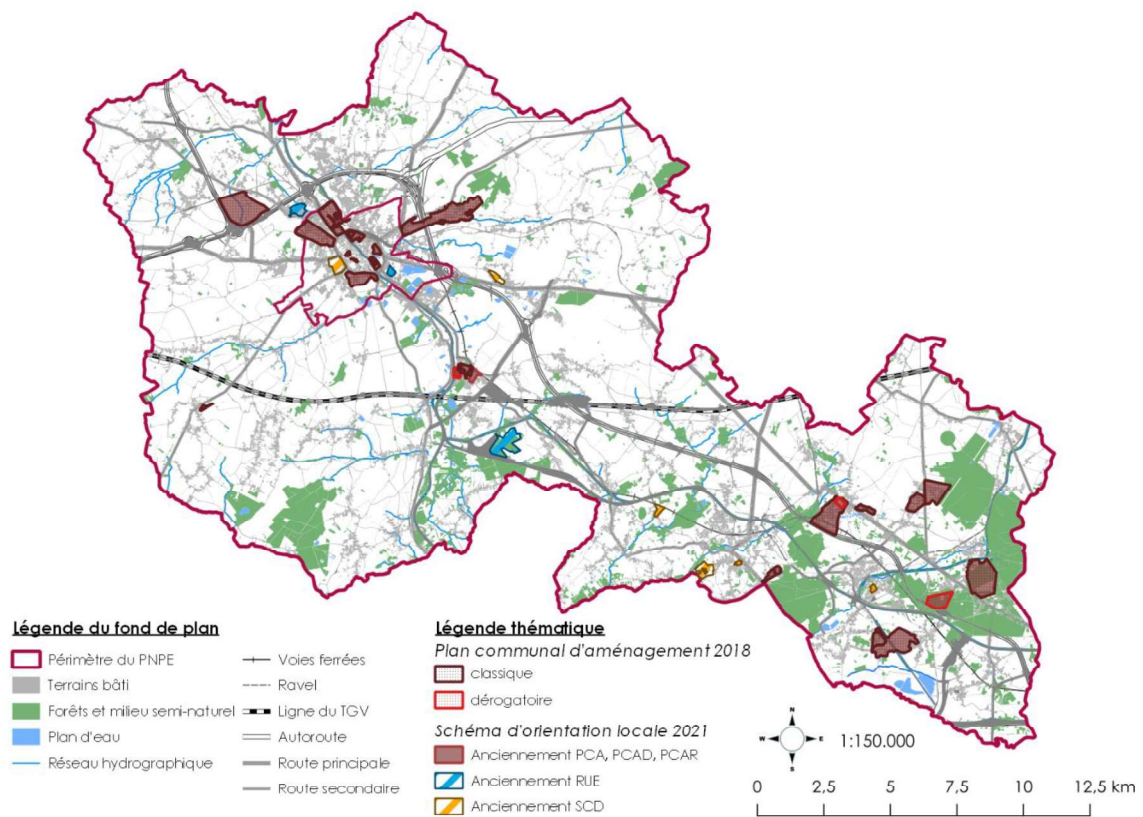 Légende du fond de plan
Périmètre du PNPE
Terrains bâti
Forêts et milieu semi-naturel
Plan d'eau
Réseau hydrographique
Voies ferrées
Ravel
Ligne du TGV
Autoroute
Route principale
Route secondaire
Légende thématique
Plan communal d'aménagement 2018
classique
dérogatoire
Schéma d'orientation locale 2021
Anciennement PCA, PCAD, PCAR
Anciennement RUE
Anciennement SCD
N
W E
S
1:150.000
0 2,5 5 7,5 10 12,5 km